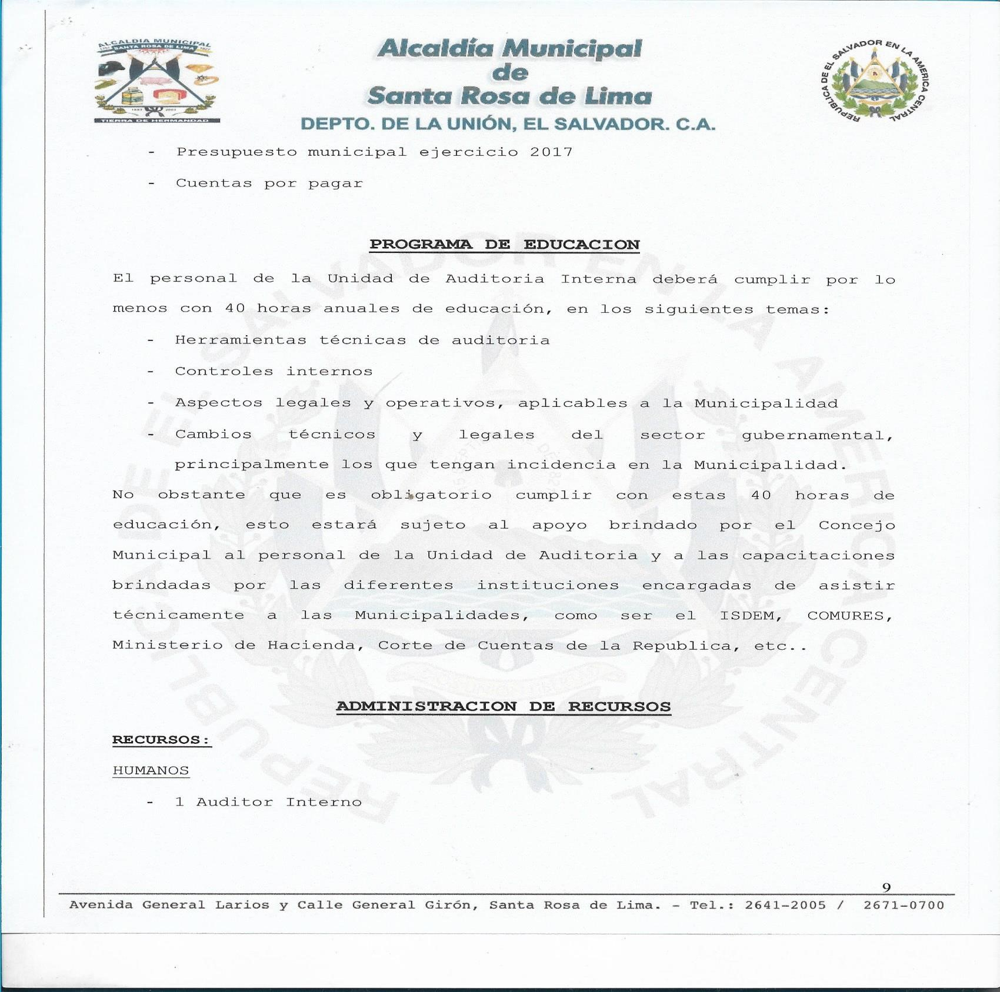 ALCALDIA MUNICIPAL
SANTA ROSA DE LIMA
TIERRA DE HERMANDAD
Alcaldía Municipal
de
Santa Rosa de Lima
DEPTO. DE LA UNIÓN, EL SALVADOR. C.A.
REPUBLICA DE EL SALVADOR EN LA AMERICA CENTRAL
- Presupuesto municipal ejercicio 2017
- Cuentas por pagar
PROGRAMA DE EDUCACION
El personal de la Unidad de Auditoria Interna deberá cumplir por lo
menos con 40 horas anuales de educación, en los siguientes temas:
- Herramientas técnicas de auditoria
- Controles internos
- Aspectos legales y operativos, aplicables a la Municipalidad
- Cambios técnicos y legales del sector gubernamental,
principalmente los que tengan incidencia en la Municipalidad.
No obstante que es obligatorio cumplir con estas 40 horas de
educación, esto estará sujeto al apoyo brindado por el Concejo
Municipal al personal de la Unidad de Auditoria y a las capacitaciones
brindadas por las diferentes instituciones encargadas de asistir
técnicamente a las Municipalidades, como ser el ISDEM, COMURES,
Ministerio de Hacienda, Corte de Cuentas de la Republica, etc..
ADMINISTRACION DE RECURSOS
RECURSOS:
HUMANOS
- 1 Auditor Interno
REPUBLICA DE EL SALVADOR EN LA AMERICA CENTRAL
9
Avenida General Larios y Calle General Girón, Santa Rosa de Lima. - Tel.: 2641-2005 / 2671-0700